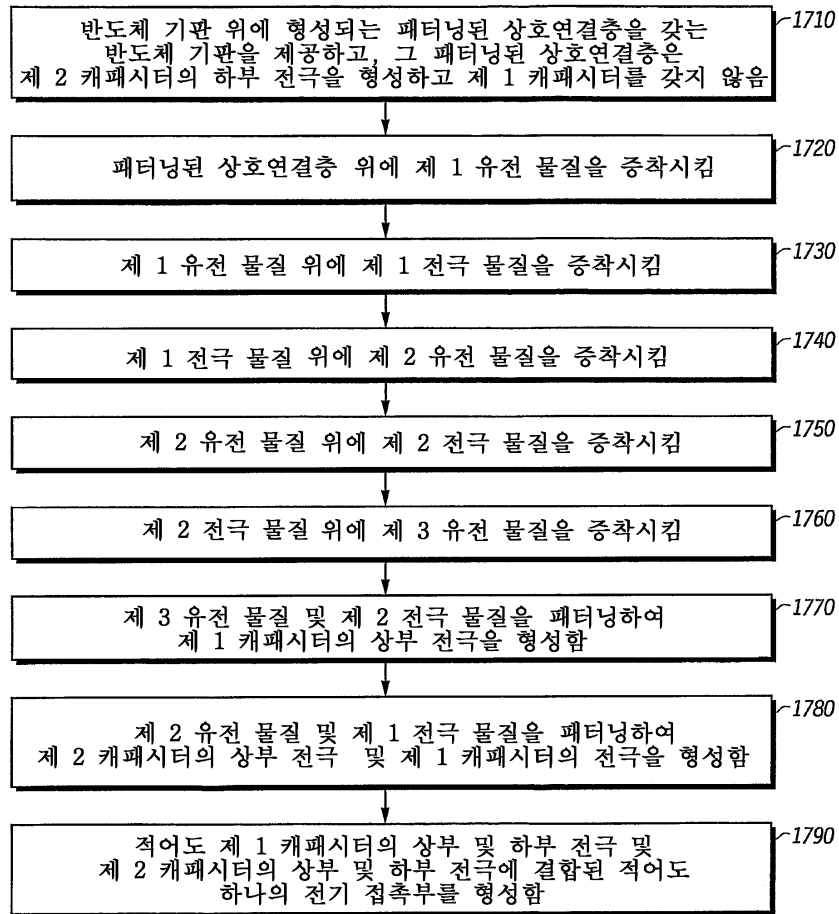 반도체 기판 위에 형성되는 패터닝된 상호연결층을 갖는
반도체 기판을 제공하고, 그 패터닝된 상호연결층은
제 2 캐패시터의 하부 전극을 형성하고 제 1 캐패시터를 갖지 않음
1710
패터닝된 상호연결층 위에 제 1 유전 물질을 증착시킴
1720
제 1 유전 물질 위에 제 1 전극 물질을 증착시킴
1730
제 1 전극 물질 위에 제 2 유전 물질을 증착시킴
1740
제 2 유전 물질 위에 제 2 전극 물질을 증착시킴
1750
제 2 전극 물질 위에 제 3 유전 물질을 증착시킴
1760
제 3 유전 물질 및 제 2 전극 물질을 패터닝하여
제 1 캐패시터의 상부 전극을 형성함
1770
제 2 유전 물질 및 제 1 전극 물질을 패터닝하여
제 2 캐패시터의 상부 전극 및 제 1 캐패시터의 전극을 형성함
1780
적어도 제 1 캐패시터의 상부 및 하부 전극 및
제 2 캐패시터의 상부 및 하부 전극에 결합된 적어도
하나의 전기 접촉부를 형성함
1790